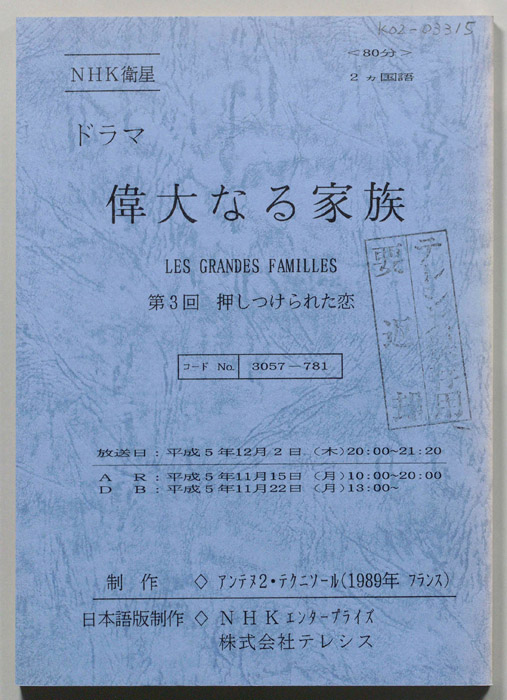 K02-03315
<80分>
2ヵ国語
NHK衛星
ドラマ
偉大なる家族
LES GRANDES FAMILLES
第3回 押しつけられた恋
コード No. 3057-781
要返却
放送日:平成5年12月2日(木)20:00~21:20
A R:平成5年11月15日(月)10:00~20:00
D B:平成5年11月22日(月)13:00~
制作 ◇ アンテヌ2・テクニソール(1989年 フランス)
日本語版制作 ◇ NHKエンタープライズ
株式会社テレシス